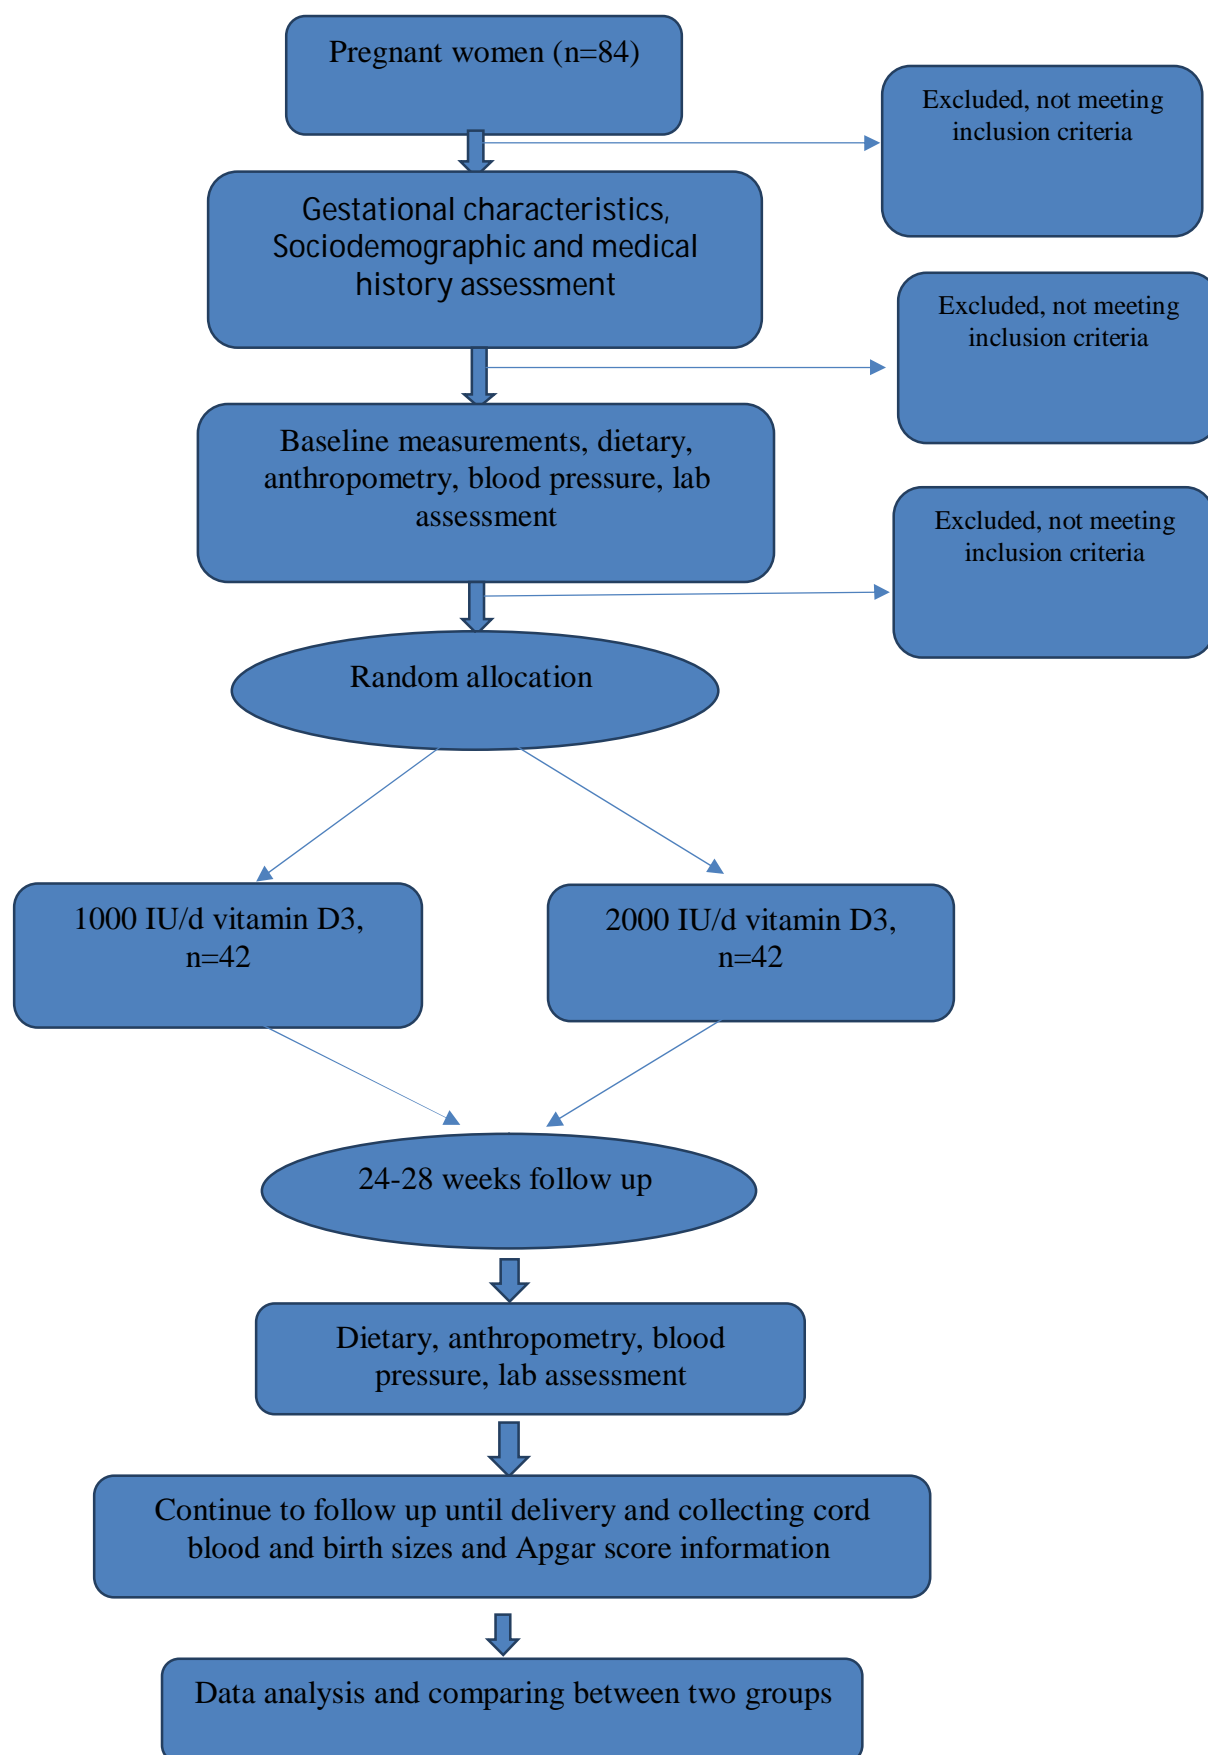 Pregnant women (n=84)
Excluded, not meeting
inclusion criteria
Gestational characteristics,
Sociodemographic and medical
history assessment
Excluded, not meeting
inclusion criteria
Baseline measurements, dietary,
anthropometry, blood pressure, lab
assessment
Excluded, not meeting
inclusion criteria
Random allocation
1000 IU/d vitamin D3,
n=42
2000 IU/d vitamin D3,
n=42
24-28 weeks follow up
Dietary, anthropometry, blood
pressure, lab assessment
Continue to follow up until delivery and collecting cord
blood and birth sizes and Apgar score information
Data analysis and comparing between two groups